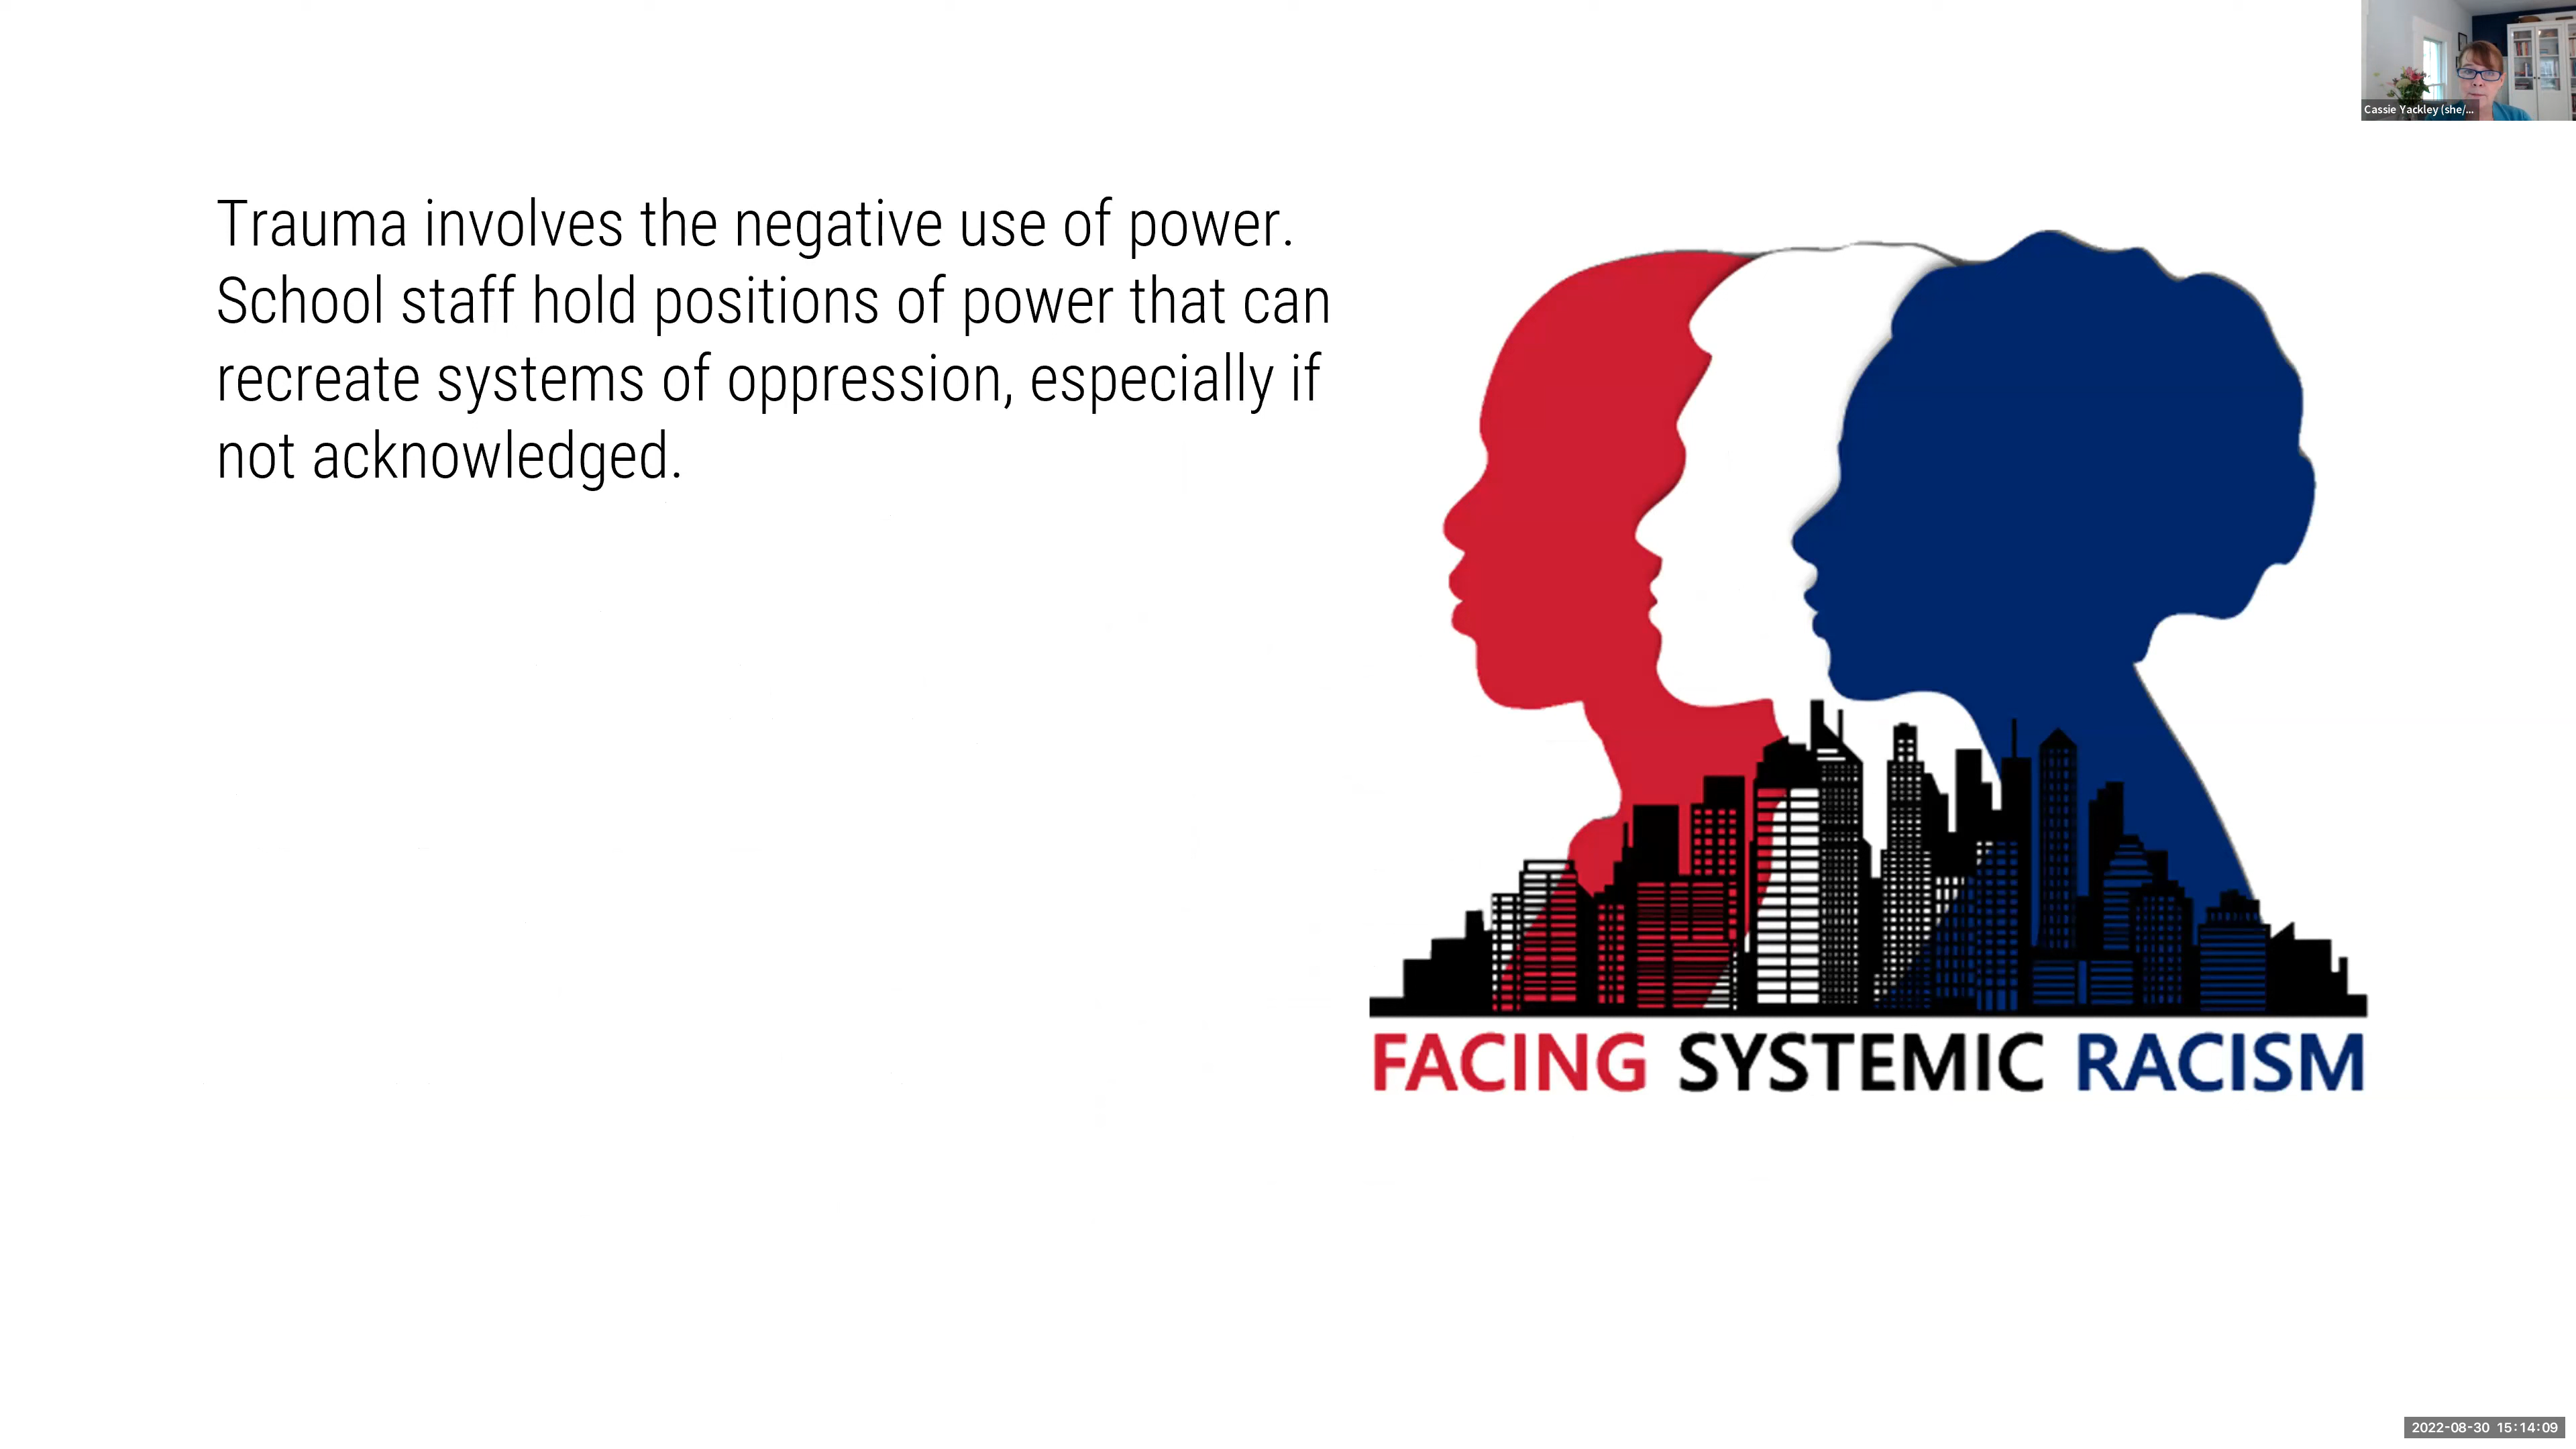 Cassie Yackley (she/...
Trauma involves the negative use of power.
School staff hold positions of power that can
recreate systems of oppression, especially if
not acknowledged.
FACING SYSTEMIC RACISM
2022-08-30 15:14:09